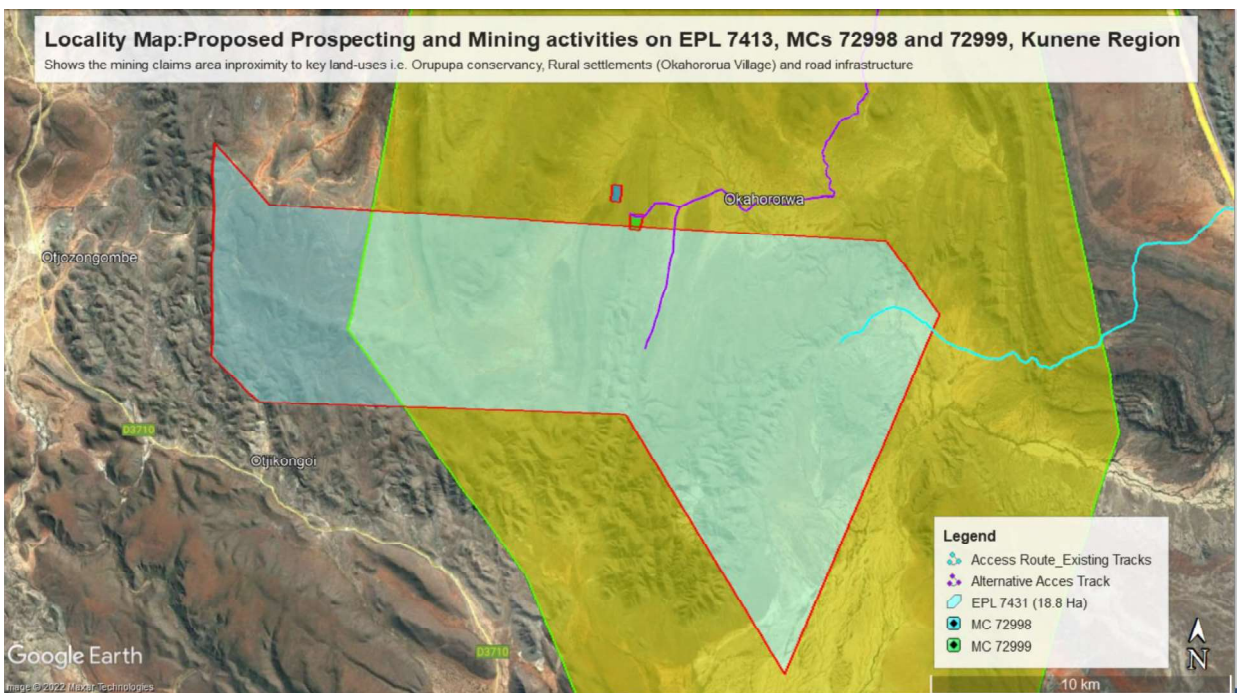 Locality Map:Proposed Prospecting and Mining activities on EPL 7413, MCs 72998 and 72999, Kunene Region
Shows the mining claims area inproximity to key land-uses i.e. Orupupa conservancy, Rural settlements (Okahororua Village) and road infrastructure
Okahororwa
Otjozongombe
D3710
Otjikongoi
Legend
Access Route_Existing Tracks
Alternative Acces Track
EPL 7431 (18.8 Ha)
MC 72998
MC 72999
N
D3710
10 km
Google Earth
Image © 2022 Maxar Technologies